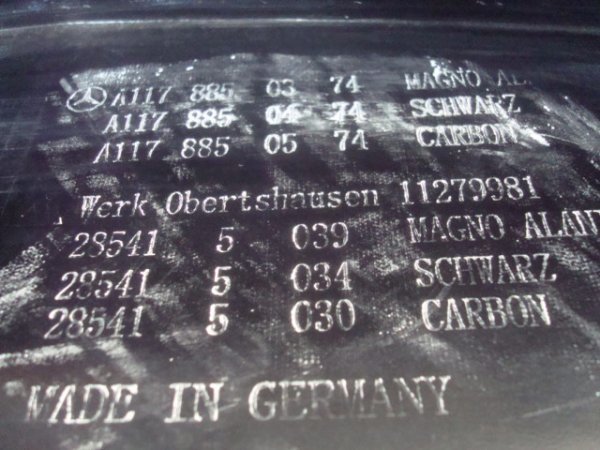 A117 885 03 74 MAGNO ALAN
A117 885 04 74 SCHWARZ
A117 885 05 74 CARBON
Werk Obertshausen 11279981
28541 5 039 MAGNO ALAN
28541 5 034 SCHWARZ
28541 5 030 CARBON
MADE IN GERMANY